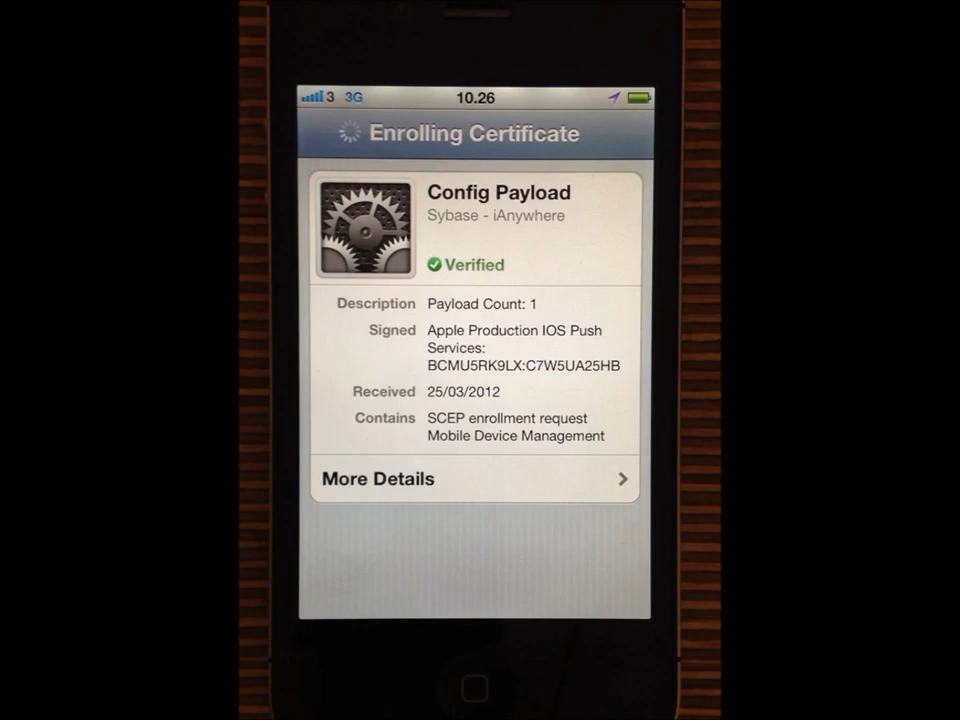 3 3G 10.26
Enrolling Certificate
Config Payload
Sybase - iAnywhere
Verified
Description Payload Count: 1
Signed Apple Production IOS Push
Services:
BCMU5RK9LX:C7W5UA25HB
Received 25/03/2012
Contains SCEP enrollment request
Mobile Device Management
More Details